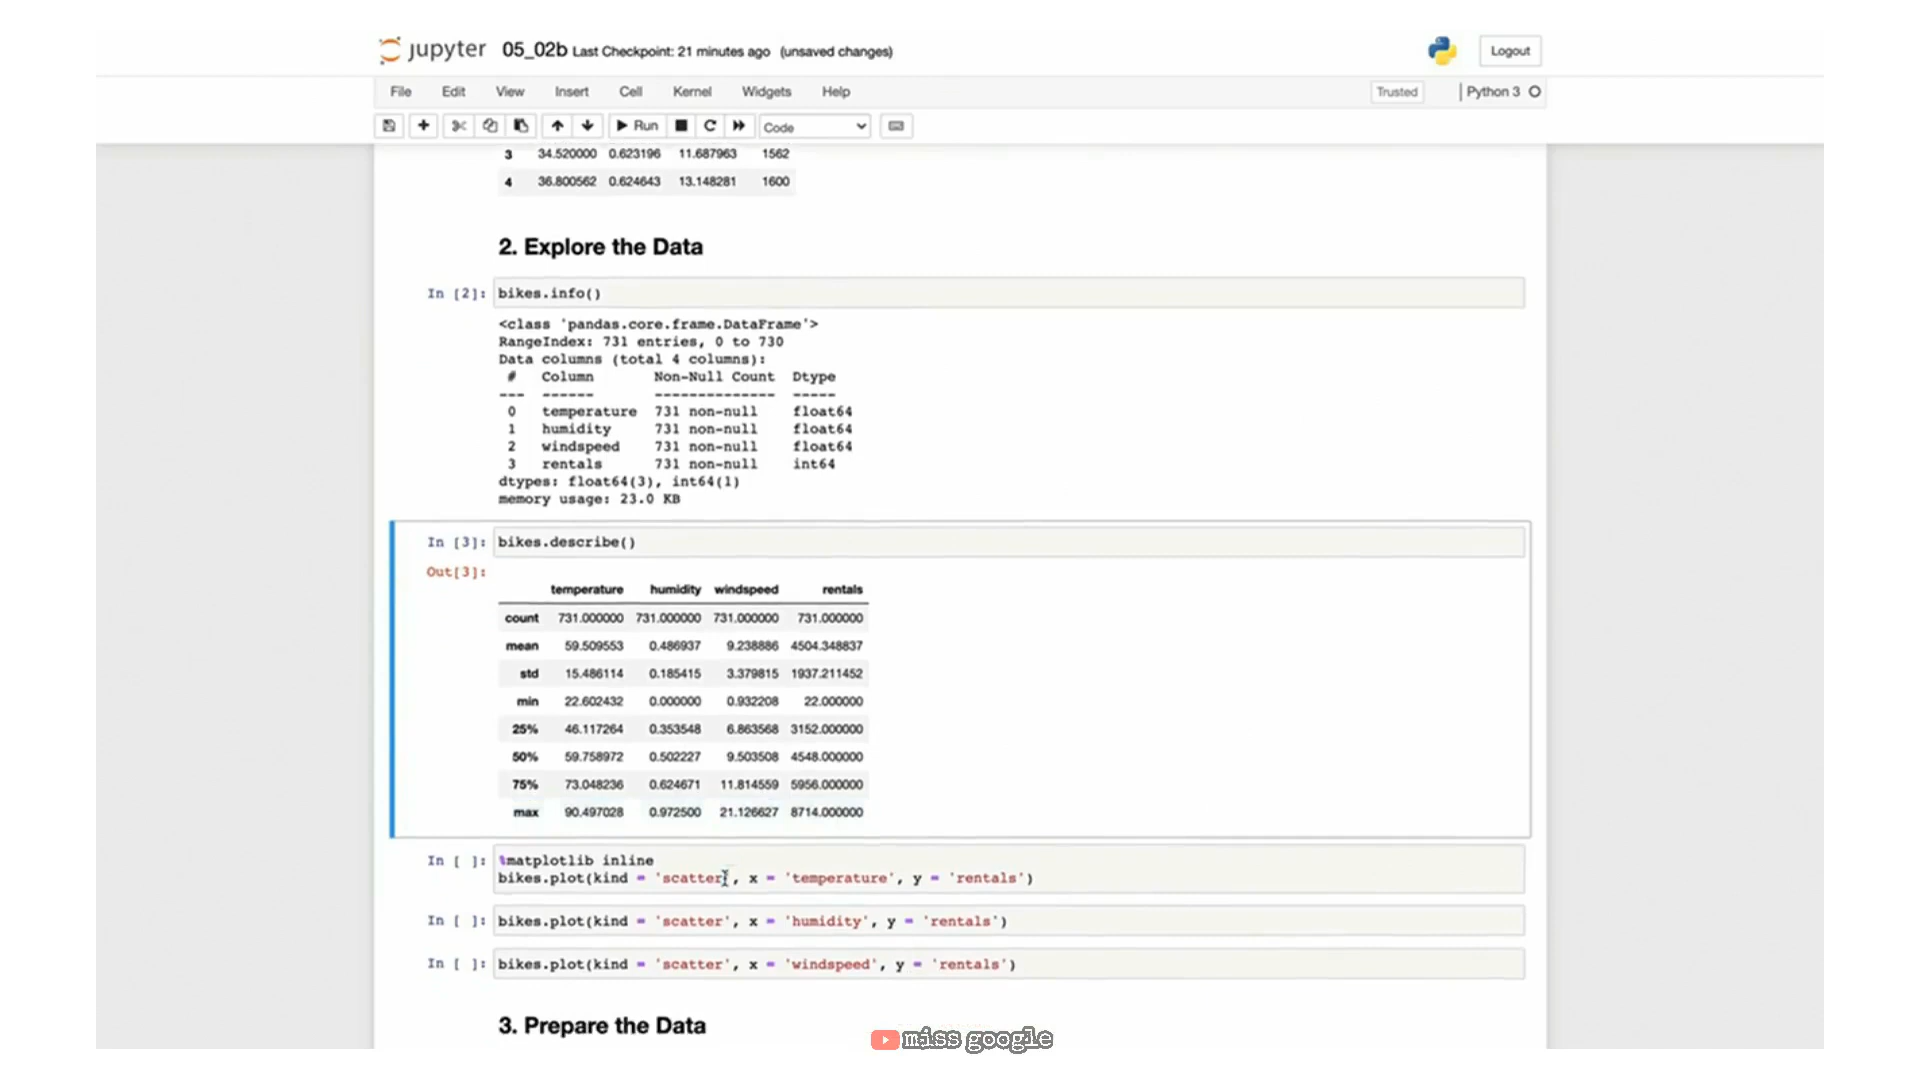 jupyter 05_02b Last Checkpoint: 21 minutes ago (unsaved changes) Logout
File Edit View Insert Cell Kernel Widgets Help Trusted Python 3
Run Code
3 34.520000 0.623196 11.687963 1562
4 36.800562 0.624643 13.148281 1600
2. Explore the Data
In [2]: bikes.info()
<class 'pandas.core.frame.DataFrame'>
RangeIndex: 731 entries, 0 to 730
Data columns (total 4 columns):
# Column Non-Null Count Dtype
--- ------ -------------- -----
0 temperature 731 non-null float64
1 humidity 731 non-null float64
2 windspeed 731 non-null float64
3 rentals 731 non-null int64
dtypes: float64(3), int64(1)
memory usage: 23.0 KB
In [3]: bikes.describe()
Out[3]:
temperature humidity windspeed rentals
count 731.000000 731.000000 731.000000 731.000000
mean 59.509553 0.486937 9.238886 4504.348837
std 15.486114 0.185415 3.379815 1937.211452
min 22.602432 0.000000 0.932208 22.000000
25% 46.117264 0.353548 6.863568 3152.000000
50% 59.758972 0.502227 9.503508 4548.000000
75% 73.048236 0.624671 11.814559 5956.000000
max 90.497028 0.972500 21.126627 8714.000000
In [ ]: %matplotlib inline
bikes.plot(kind = 'scatter', x = 'temperature', y = 'rentals')
In [ ]: bikes.plot(kind = 'scatter', x = 'humidity', y = 'rentals')
In [ ]: bikes.plot(kind = 'scatter', x = 'windspeed', y = 'rentals')
3. Prepare the Data
miss google